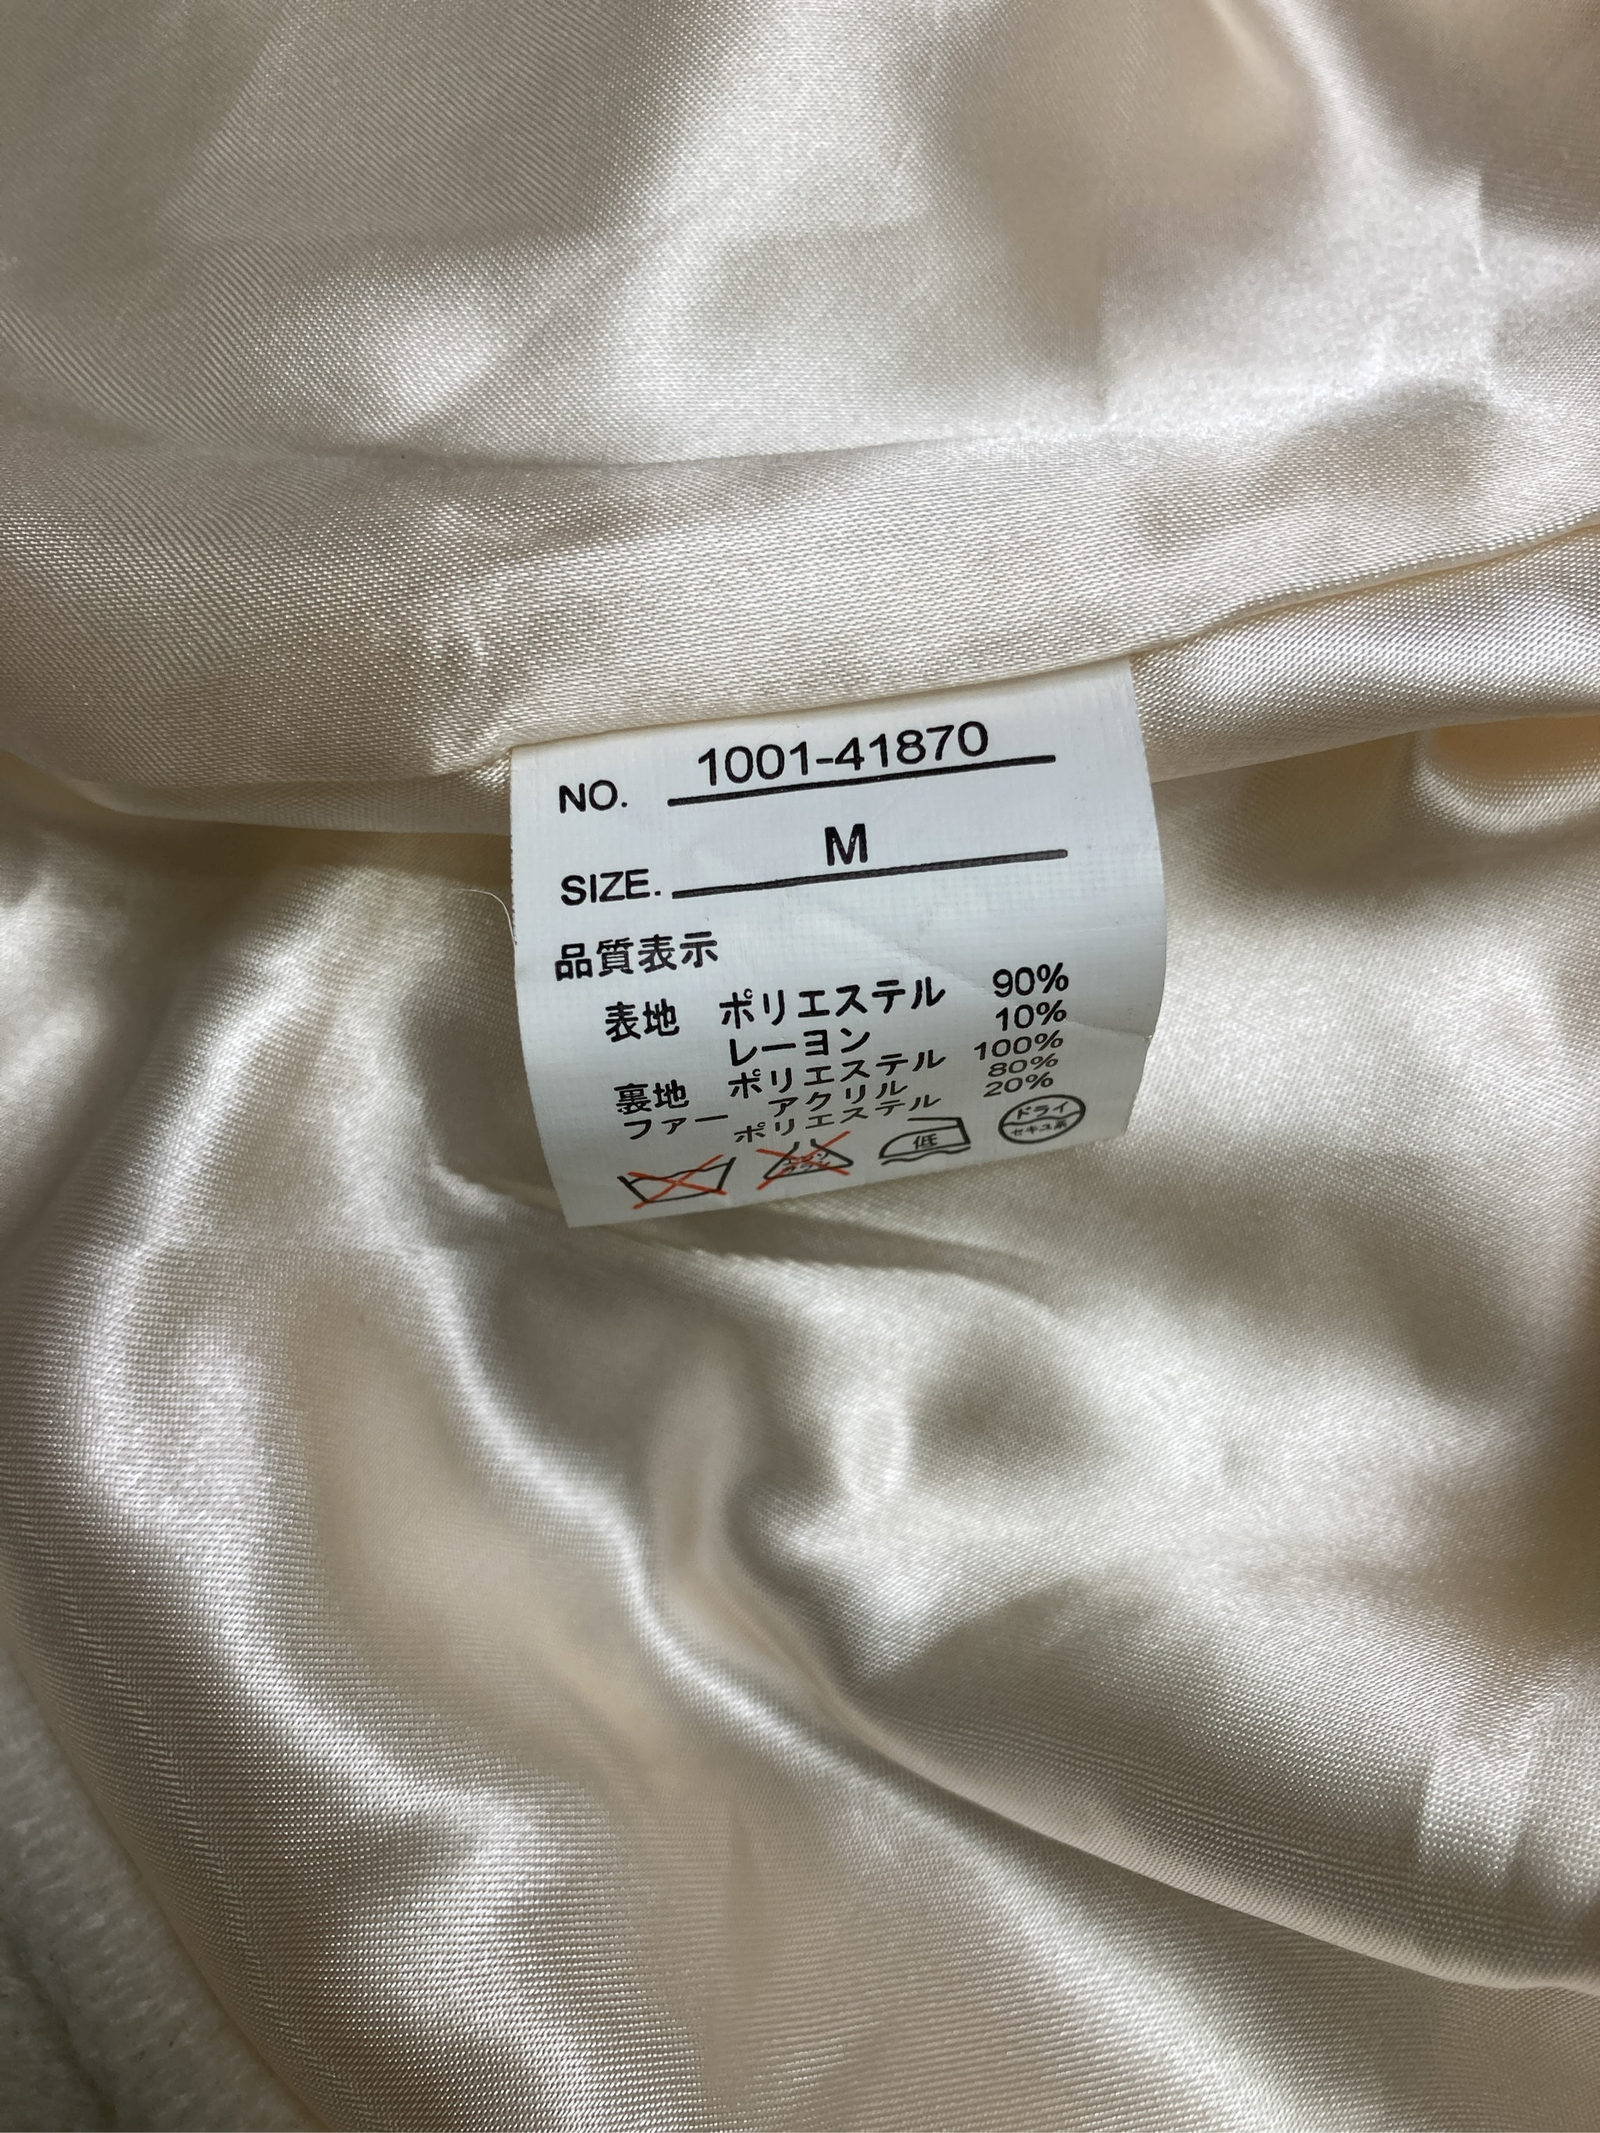 NO. 1001-41870
SIZE. M
品質表示
表地 ポリエステル 90%
レーヨン 10%
裏地 ポリエステル 100%
ファー アクリル 80%
ポリエステル 20%
低
ドライ
セキユ系